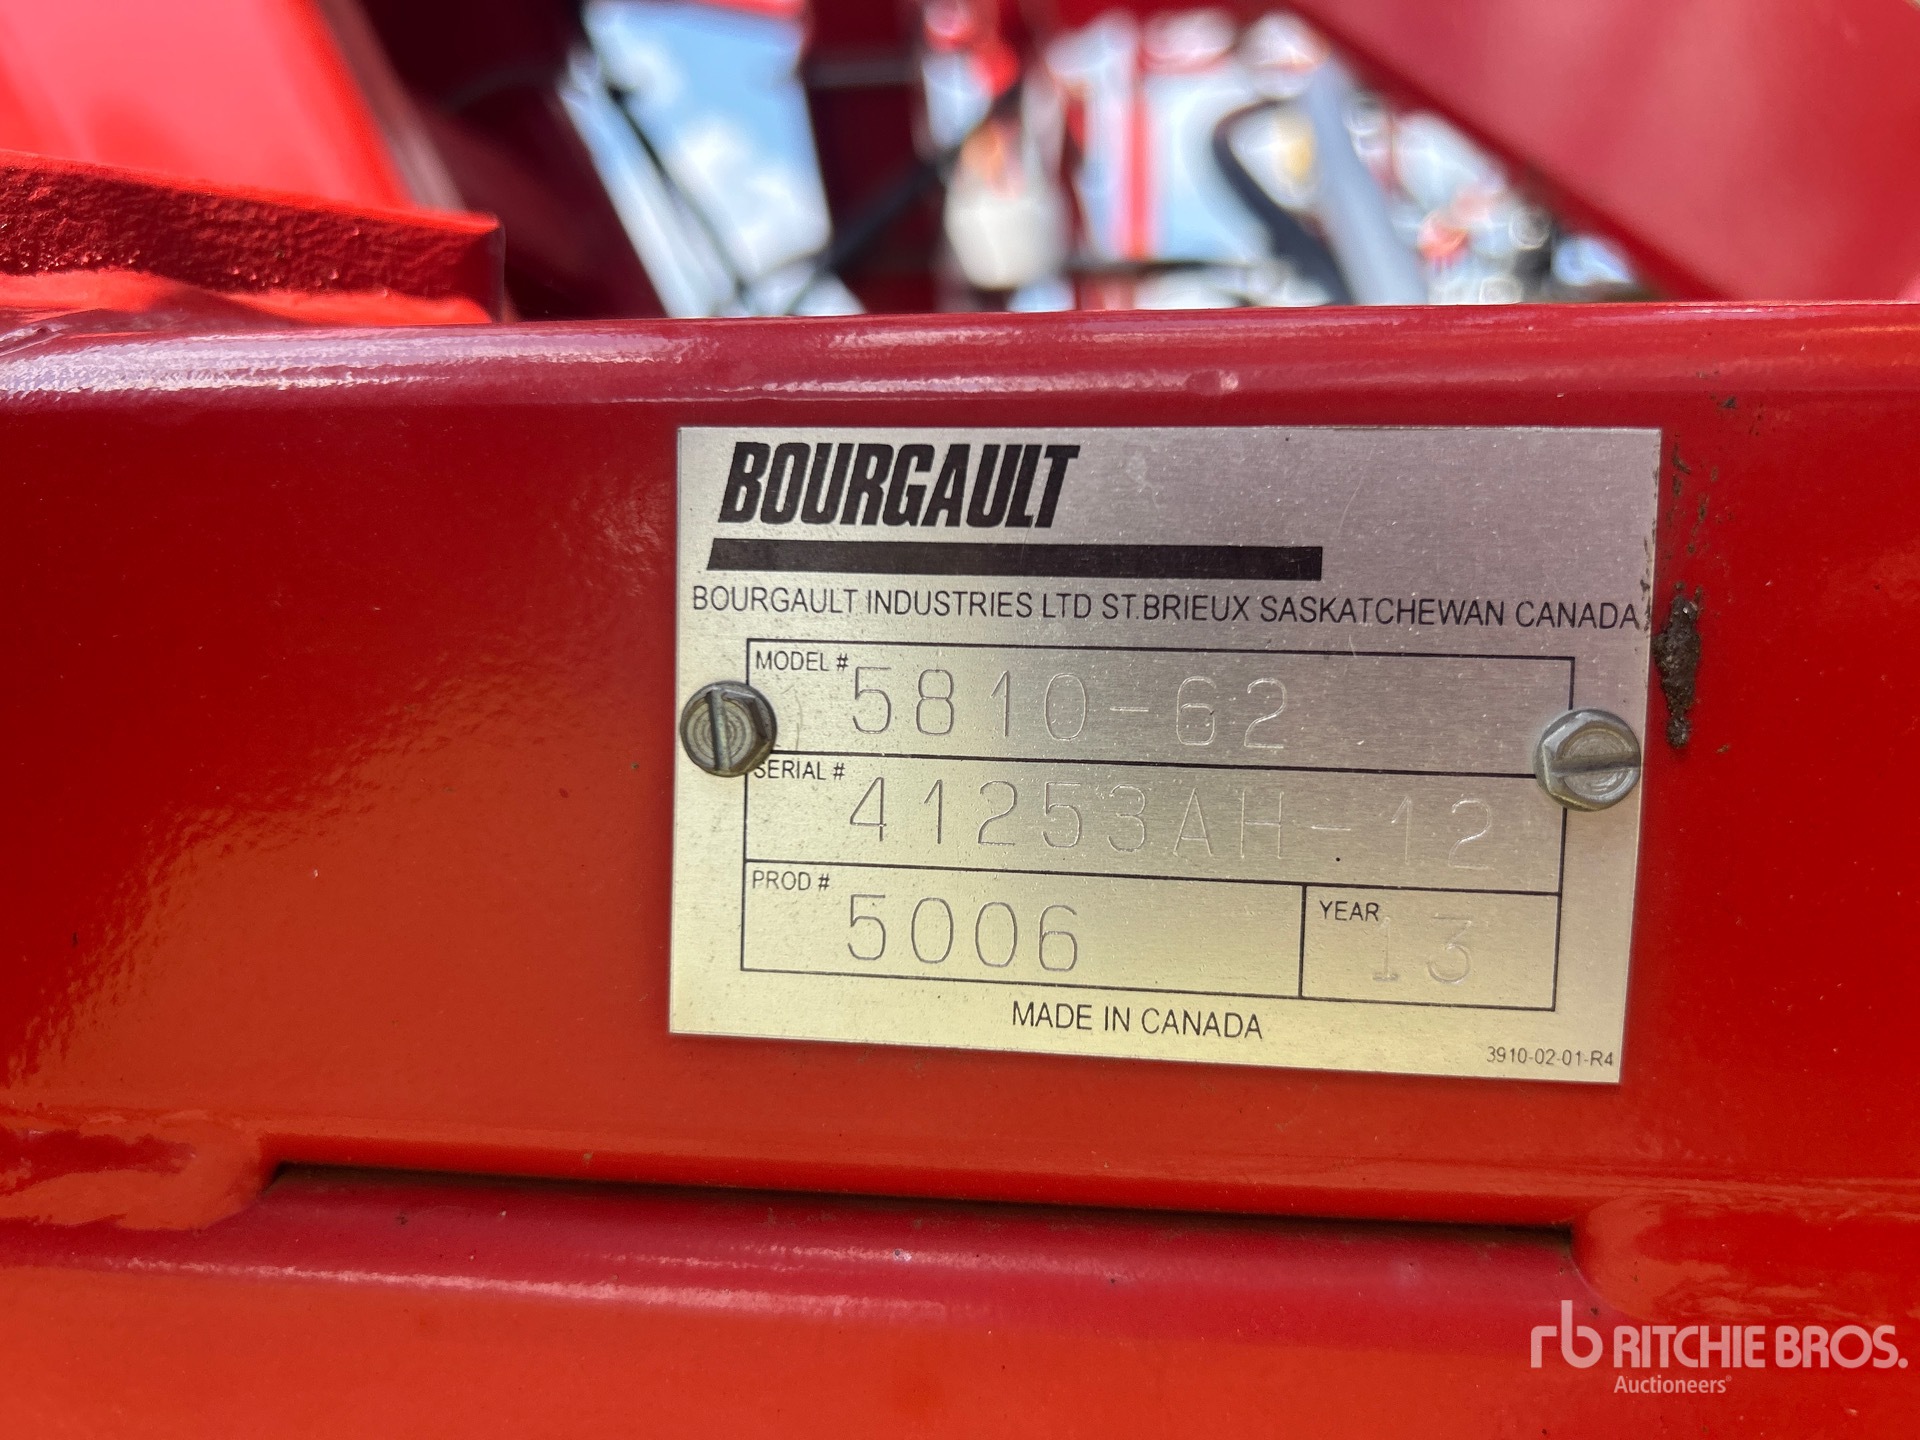 BOURGAULT
BOURGAULT INDUSTRIES LTD ST.BRIEUX SASKATCHEWAN CANADA
MODEL # 5810-62
SERIAL # 41253AH-12
PROD # 5006 YEAR 13
MADE IN CANADA
3910-02-01-R4
rb RITCHIE BROS.
Auctioneers